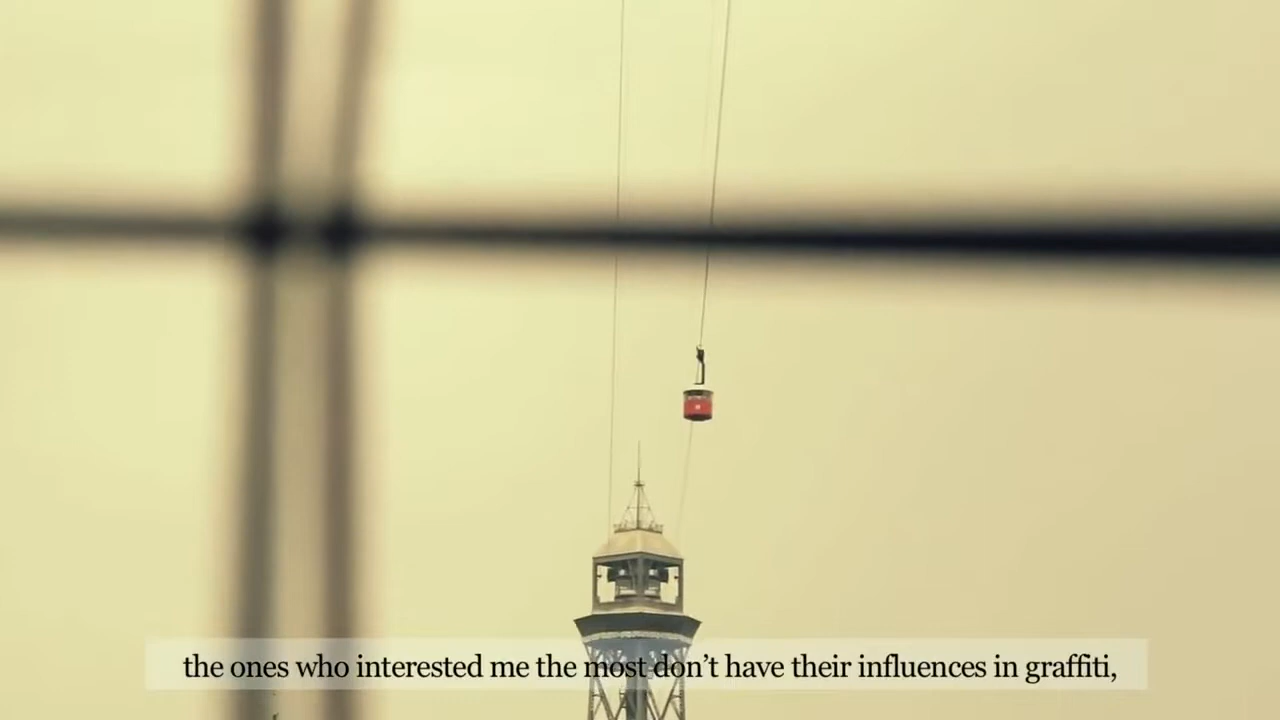 the ones who interested me the most don’t have their influences in graffiti,